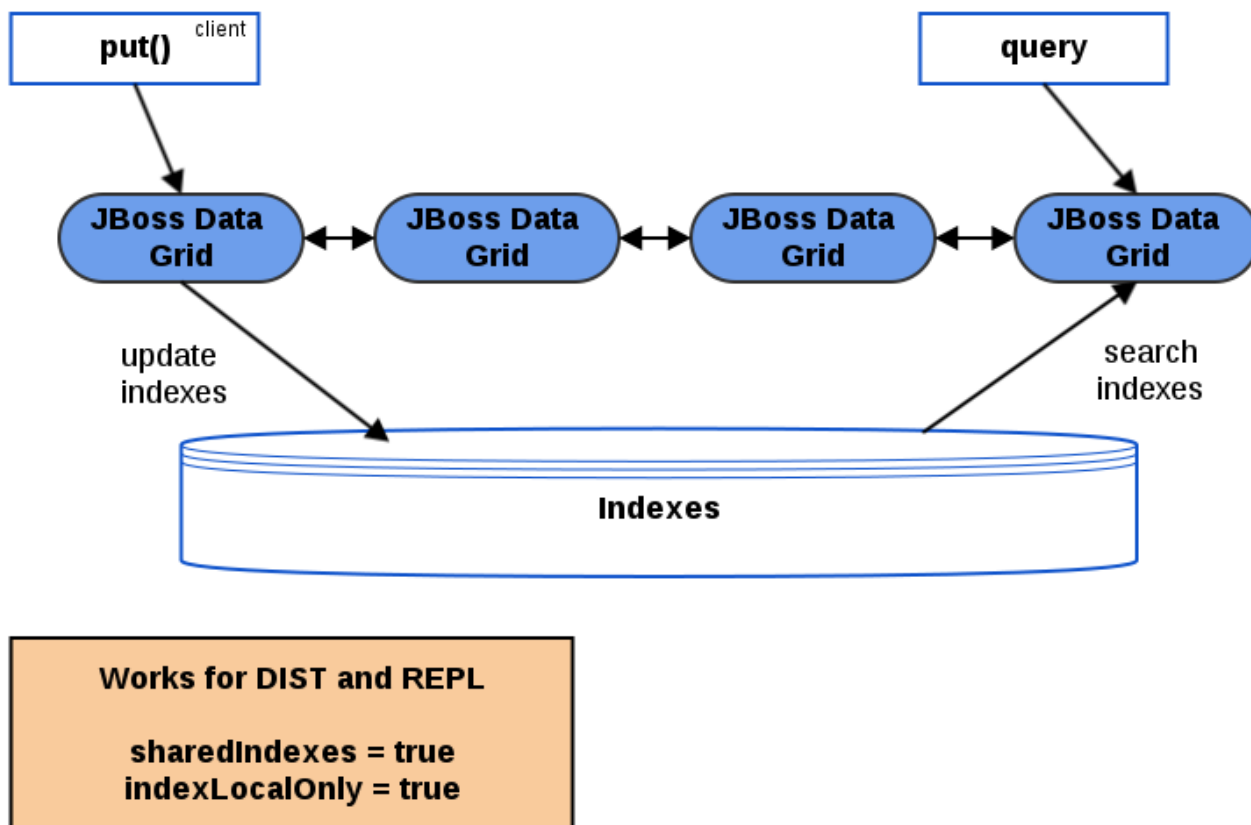 client
put()
query
JBoss Data
Grid
JBoss Data
Grid
JBoss Data
Grid
JBoss Data
Grid
update
indexes
search
indexes
Indexes
Works for DIST and REPL
sharedIndexes = true
indexLocalOnly = true